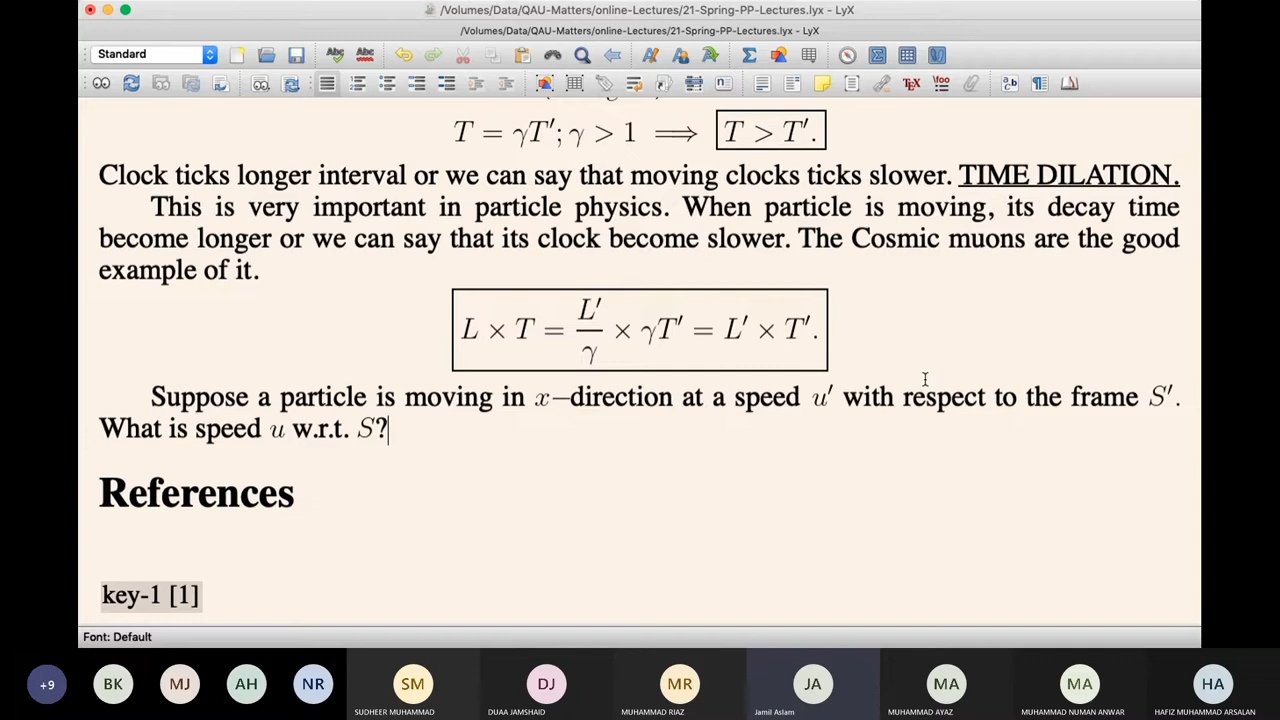 /Volumes/Data/QAU-Matters/online-Lectures/21-Spring-PP-Lectures.lyx - LyX
/Volumes/Data/QAU-Matters/online-Lectures/21-Spring-PP-Lectures.lyx - LyX
Standard
T = γT′; γ > 1 ⟹ T > T′.
Clock ticks longer interval or we can say that moving clocks ticks slower. TIME DILATION.
This is very important in particle physics. When particle is moving, its decay time
become longer or we can say that its clock become slower. The Cosmic muons are the good
example of it.
L × T = L′/γ × γT′ = L′ × T′.
Suppose a particle is moving in x−direction at a speed u′ with respect to the frame S′.
What is speed u w.r.t. S?
References
key-1 [1]
Font: Default
+9 BK MJ AH NR SM DJ MR JA MA MA HA
SUDHEER MUHAMMAD DUAA JAMSHAID MUHAMMAD RIAZ Jamil Aslam MUHAMMAD AYAZ MUHAMMAD NUMAN ANWAR HAFIZ MUHAMMAD ARSALAN